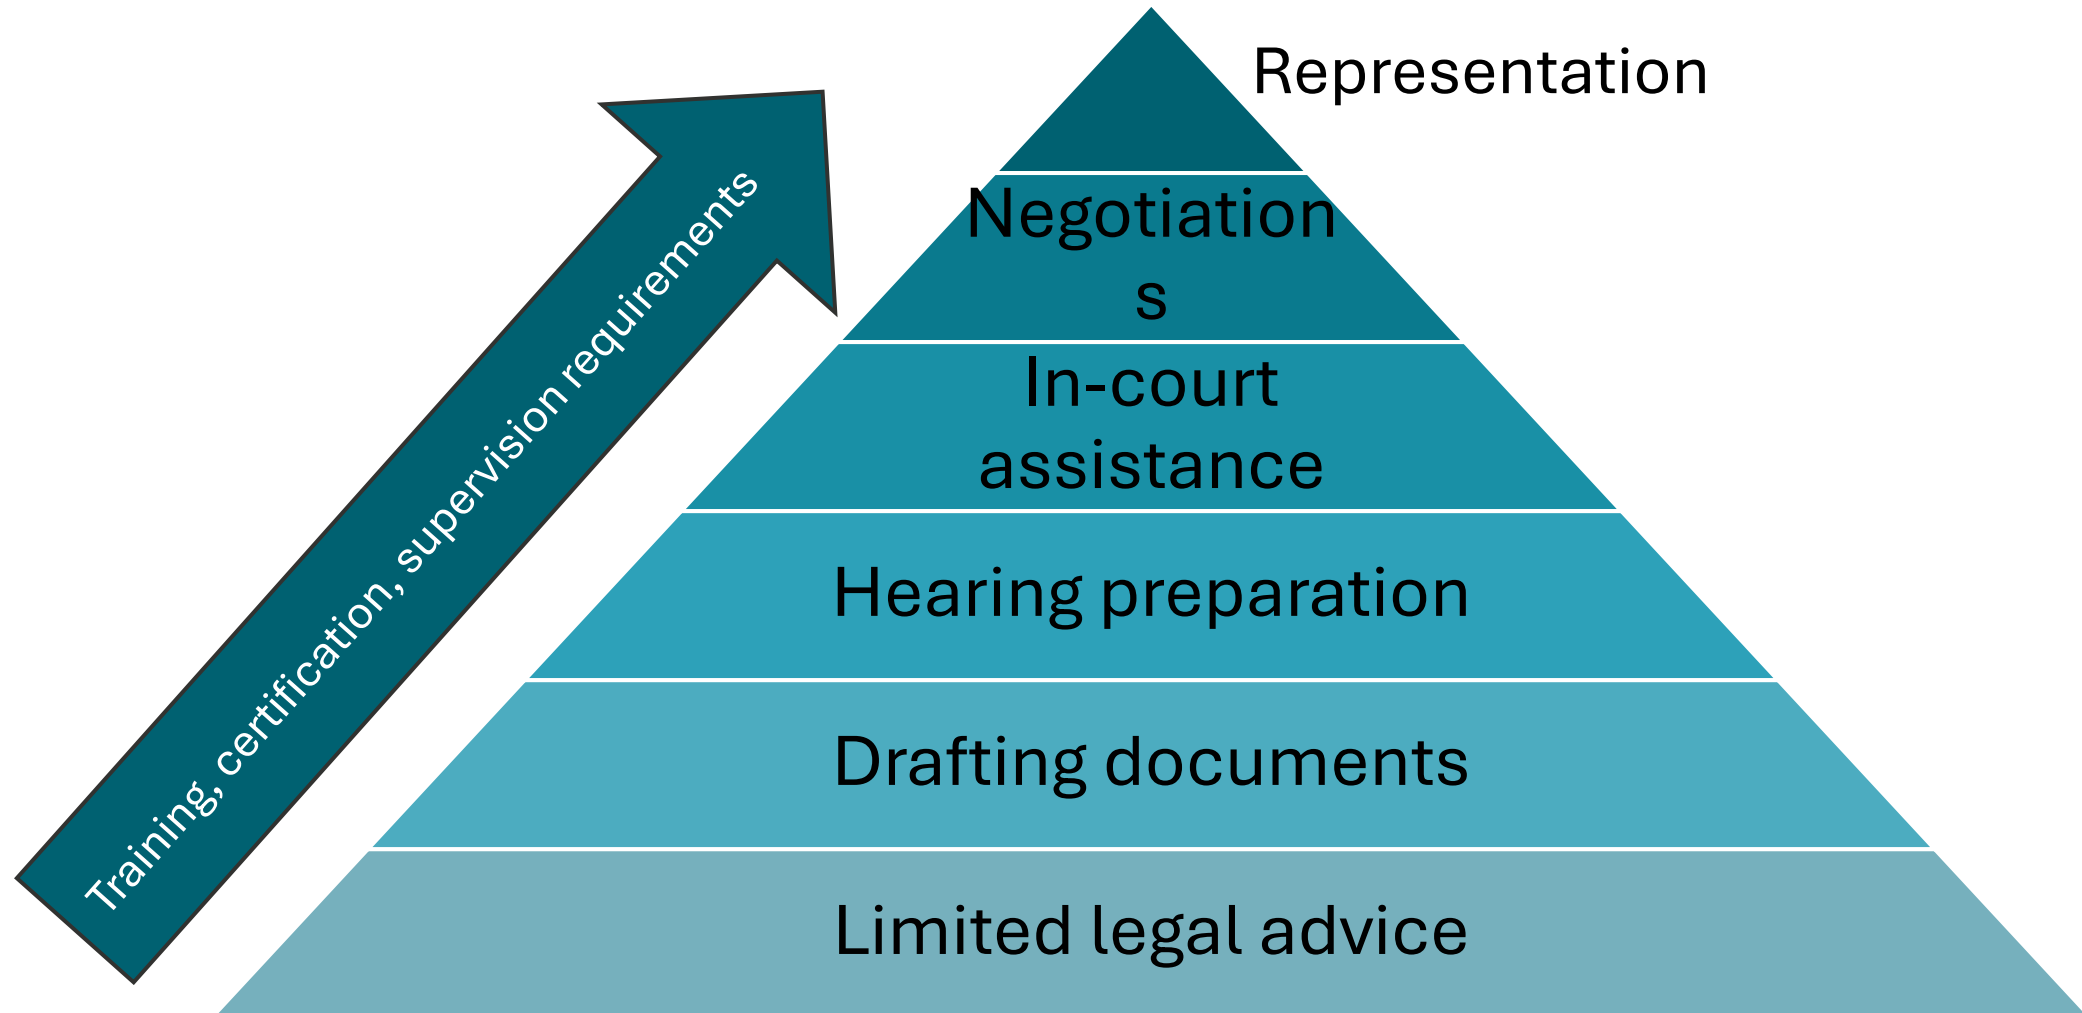 Representation
Negotiation
s
In-court
assistance
Hearing preparation
Drafting documents
Limited legal advice
Training, certification, supervision requirements